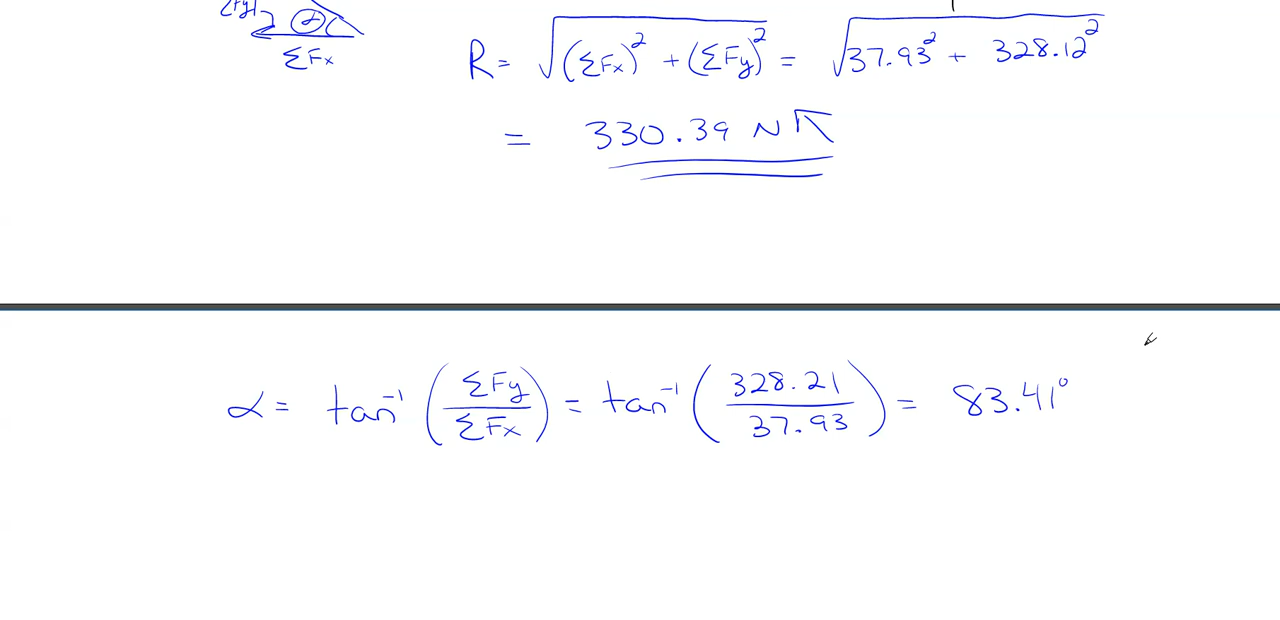 ΣFy
α
ΣFx
R = √((ΣFx)² + (ΣFy)²) = √(37.93² + 328.12²)
= 330.39 N ↖
α = tan⁻¹(ΣFy/ΣFx) = tan⁻¹(328.21/37.93) = 83.41°